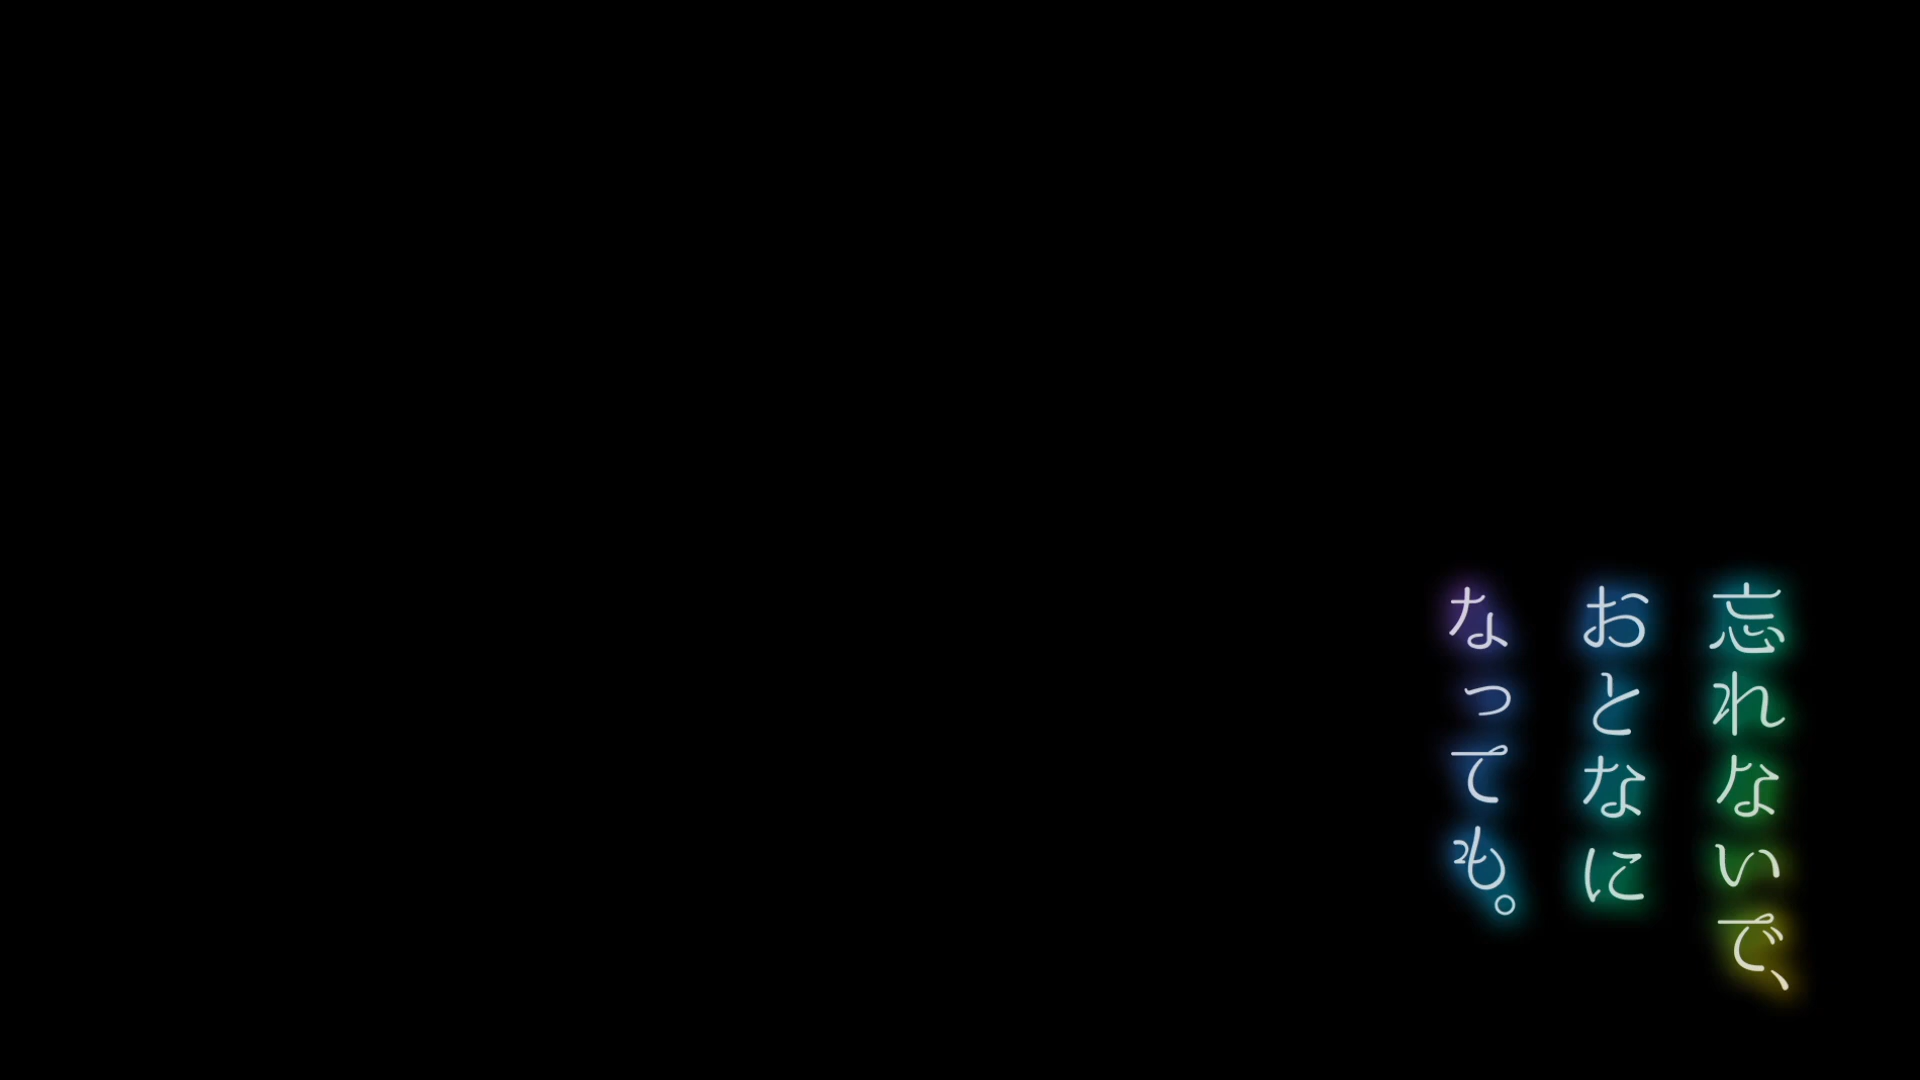 忘れないで、
おとなに
なっても。